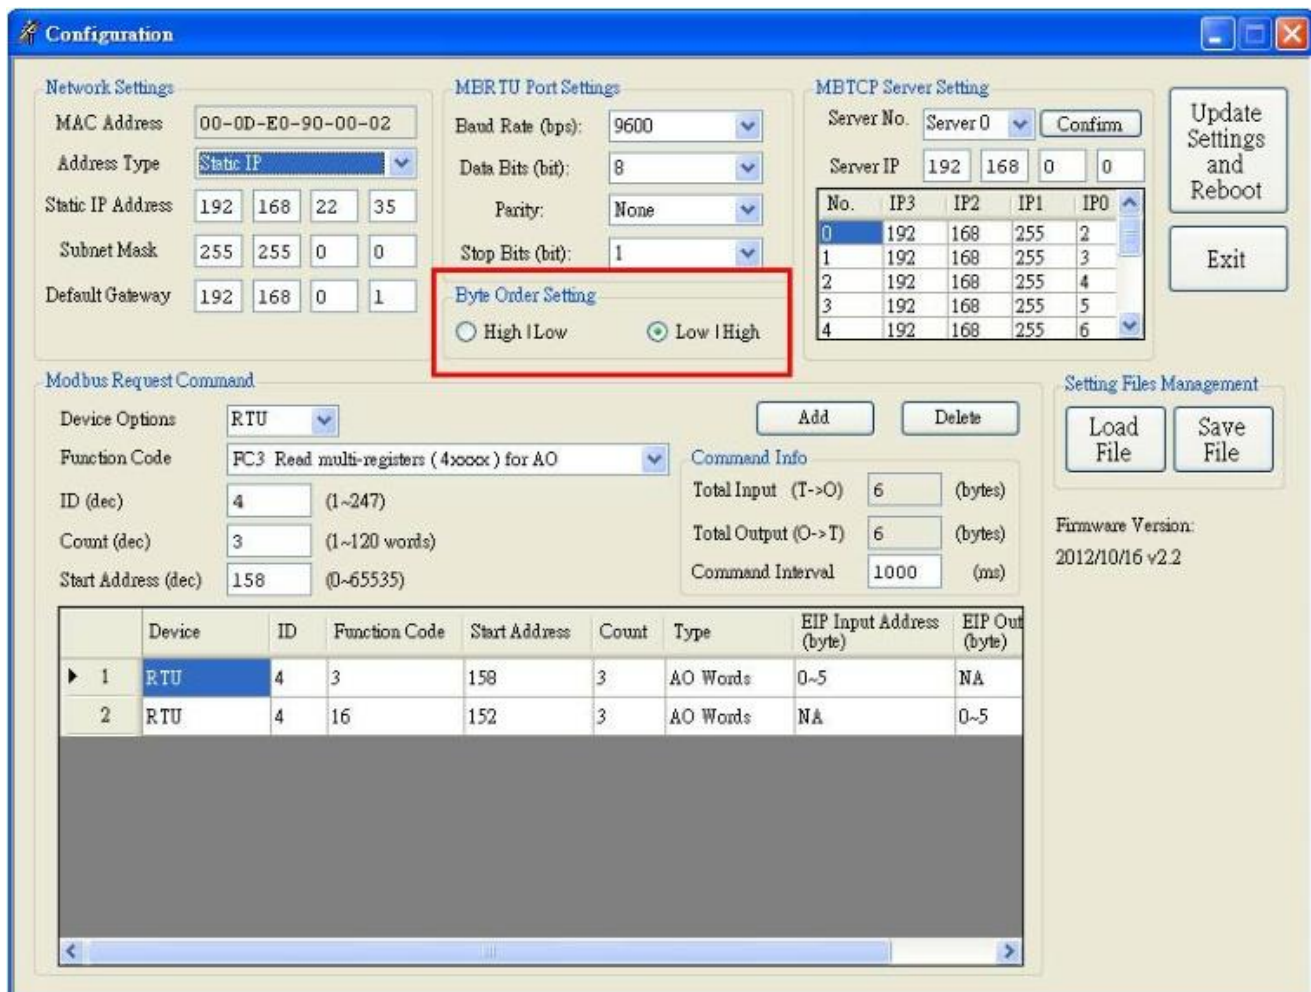 Configuration
Network Settings
MAC Address 00-0D-E0-90-00-02
Address Type Static IP
Static IP Address 192 168 22 35
Subnet Mask 255 255 0 0
Default Gateway 192 168 0 1
MBRTU Port Settings
Baud Rate (bps): 9600
Data Bits (bit): 8
Parity: None
Stop Bits (bit): 1
Byte Order Setting
High | Low Low | High
MBTCP Server Setting
Server No. Server 0 Confirm
Server IP 192 168 0 0
No. IP3 IP2 IP1 IP0
0 192 168 255 2
1 192 168 255 3
2 192 168 255 4
3 192 168 255 5
4 192 168 255 6
Update
Settings
and
Reboot
Exit
Modbus Request Command
Device Options RTU
Add Delete
Function Code FC3 Read multi-registers ( 4xxxx ) for AO
ID (dec) 4 (1~247)
Count (dec) 3 (1~120 words)
Start Address (dec) 158 (0~65535)
Command Info
Total Input (T->O) 6 (bytes)
Total Output (O->T) 6 (bytes)
Command Interval 1000 (ms)
Setting Files Management
Load
File
Save
File
Firmware Version:
2012/10/16 v2.2
Device ID Function Code Start Address Count Type EIP Input Address (byte) EIP Out (byte)
1 RTU 4 3 158 3 AO Words 0~5 NA
2 RTU 4 16 152 3 AO Words NA 0~5